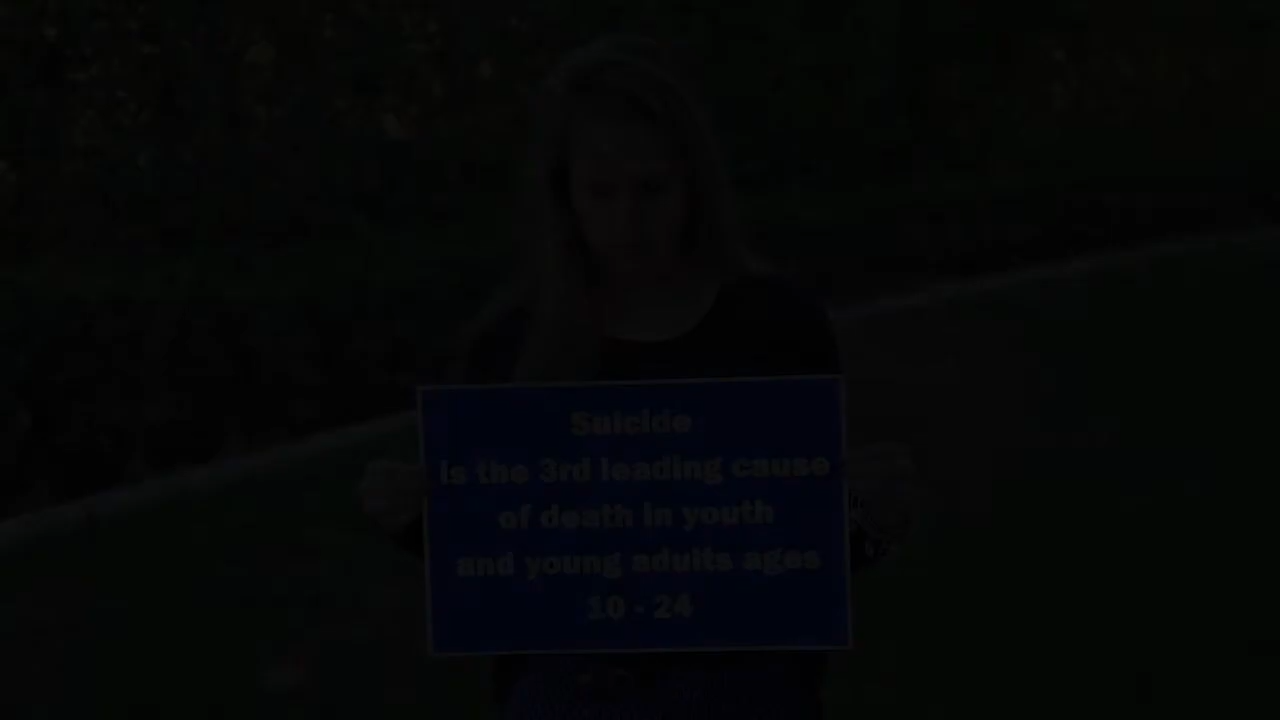 Suicide
is the 3rd leading cause
of death in youth
and young adults ages
10 - 24